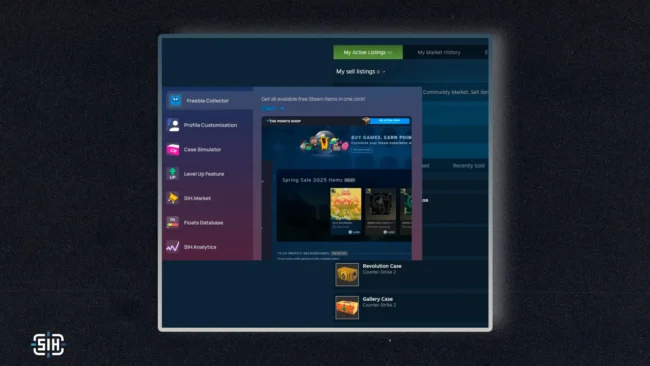 My Active Listings
My Market History
My sell listings
Freebie Collector
Get all available free Steam items in one click!
Community Market. Sell item
THE POINTS SHOP
Profile Customization
BUY GAMES, EARN POIN
Case Simulator
Recently Sold
Level Up Feature
Spring Sale 2025 Items
SIH.Market
Floats Database
SIH Analytics
Revolution Case
Counter-Strike 2
Gallery Case
Counter-Strike 2
SIH